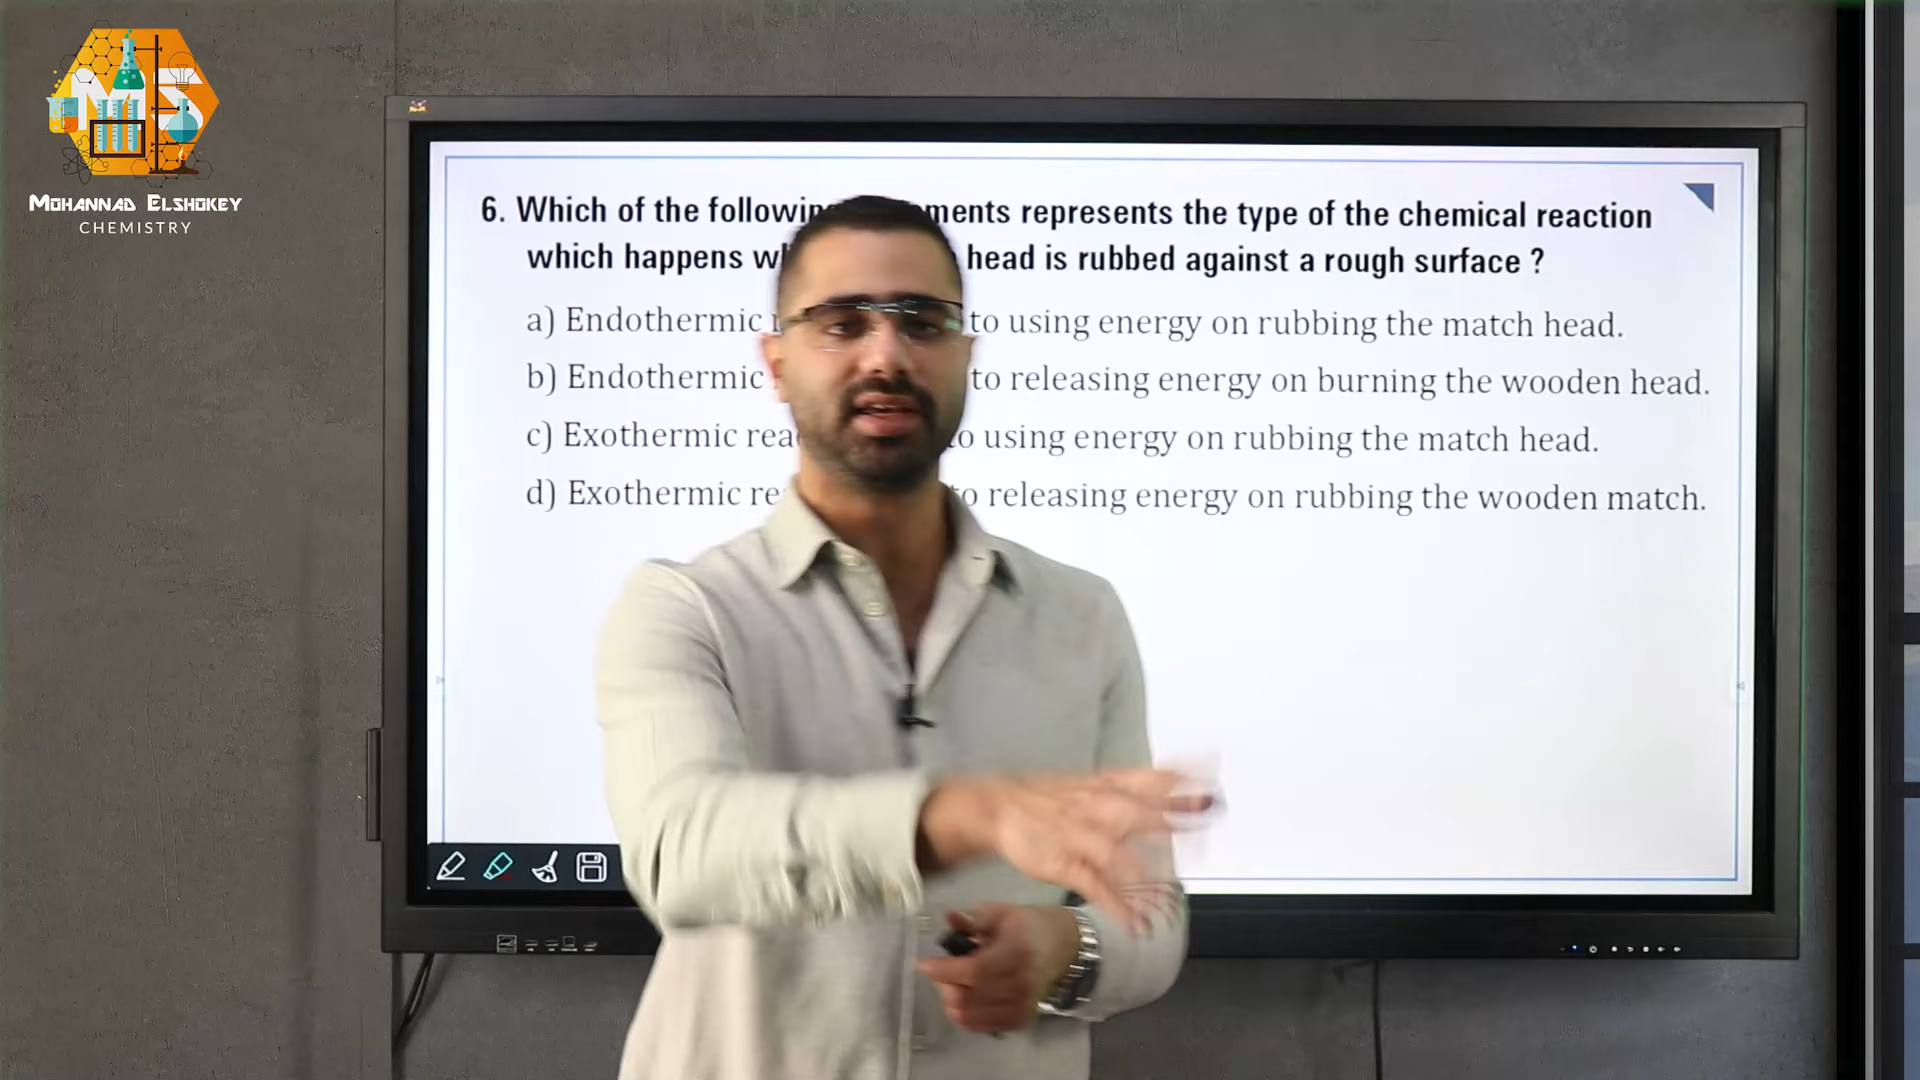 MS
MOHANNAD ELSHOKEY
CHEMISTRY
6. Which of the following ments represents the type of the chemical reaction
which happens head is rubbed against a rough surface ?
a) Endothermic to using energy on rubbing the match head.
b) Endothermic to releasing energy on burning the wooden head.
c) Exothermic to using energy on rubbing the match head.
d) Exothermic to releasing energy on rubbing the wooden match.